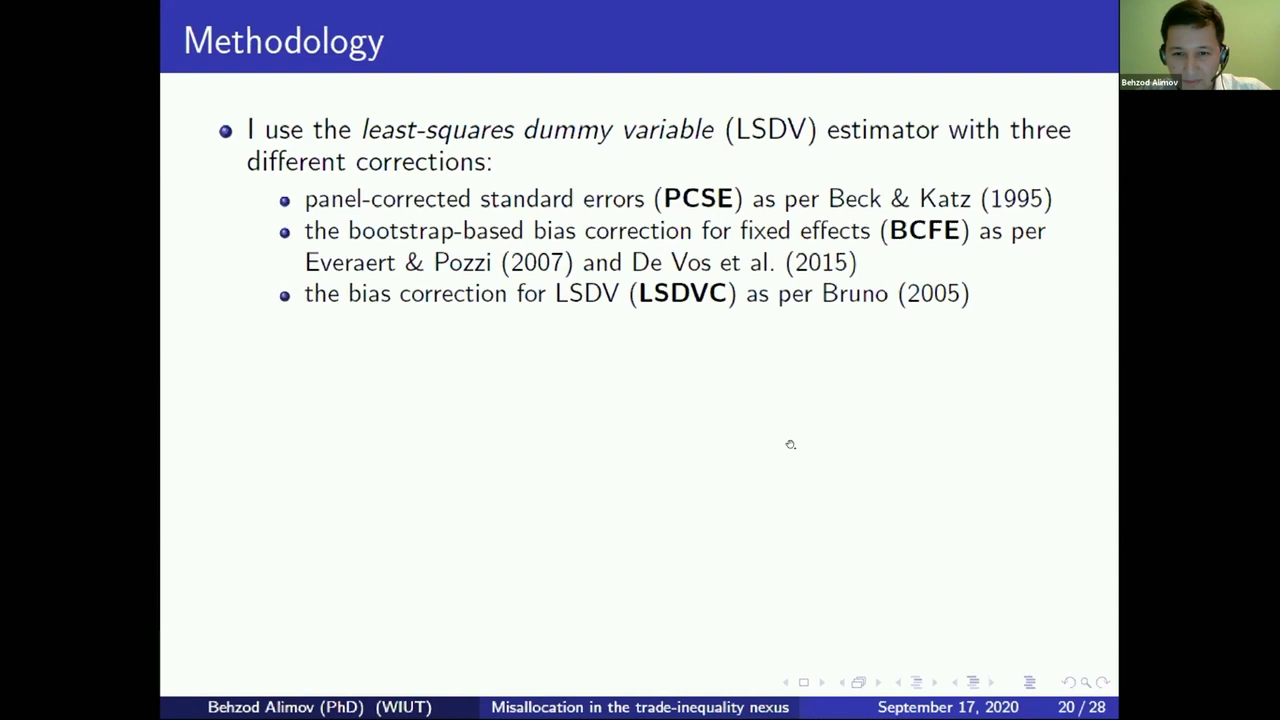 Methodology
Behzod Alimov
I use the least-squares dummy variable (LSDV) estimator with three
different corrections:
panel-corrected standard errors (PCSE) as per Beck & Katz (1995)
the bootstrap-based bias correction for fixed effects (BCFE) as per
Everaert & Pozzi (2007) and De Vos et al. (2015)
the bias correction for LSDV (LSDVC) as per Bruno (2005)
Behzod Alimov (PhD) (WIUT) Misallocation in the trade-inequality nexus September 17, 2020 20 / 28